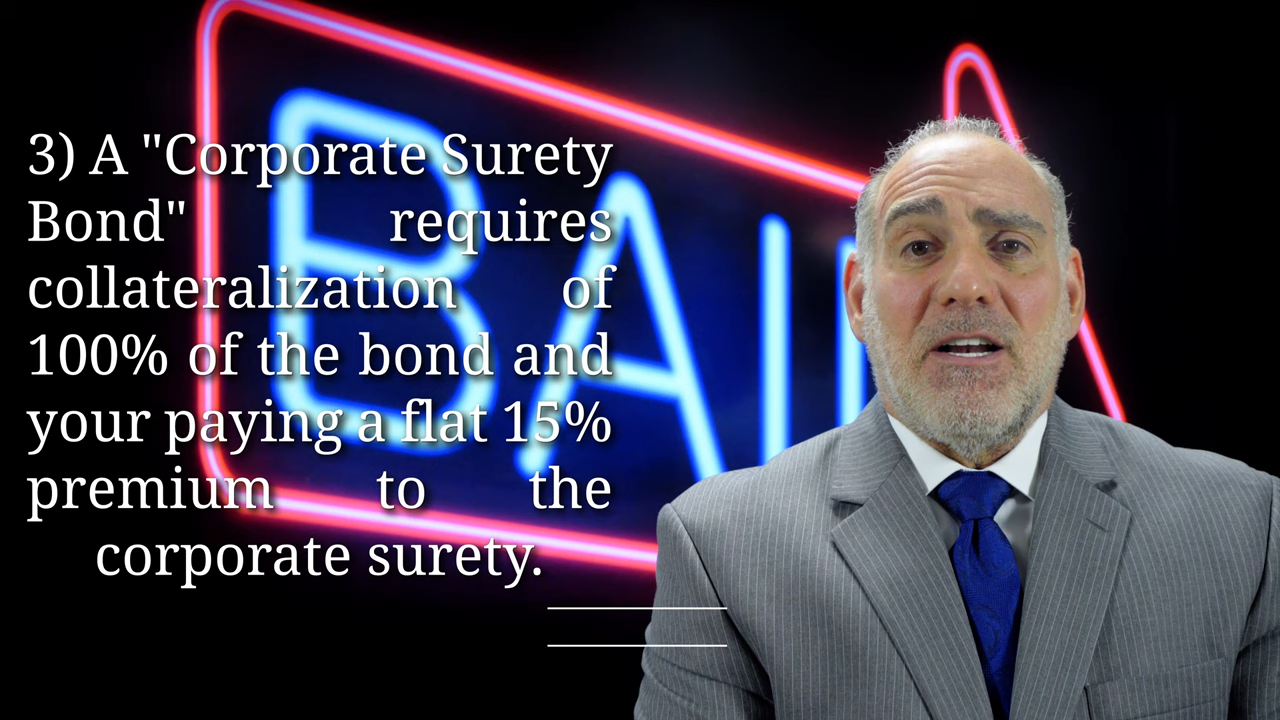 3) A "Corporate Surety
Bond" requires
collateralization of
100% of the bond and
your paying a flat 15%
premium to the
corporate surety.
BAI